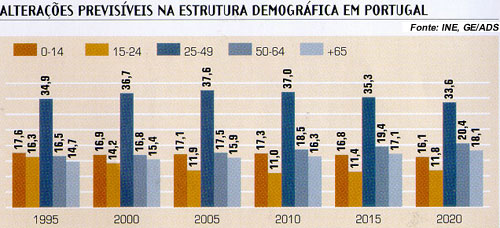 ALTERAÇÕES PREVISÍVEIS NA ESTRUTURA DEMOGRÁFICA EM PORTUGAL
Fonte: INE, GE/ADS
0-14 15-24 25-49 50-64 +65
17,6 16,3 34,9 16,5 14,7
16,9 14,2 36,7 16,8 15,4
17,1 11,9 37,6 17,5 15,9
17,3 11,0 37,0 18,5 16,3
16,8 11,4 35,3 19,4 17,1
16,1 11,8 33,6 20,4 18,1
1995 2000 2005 2010 2015 2020